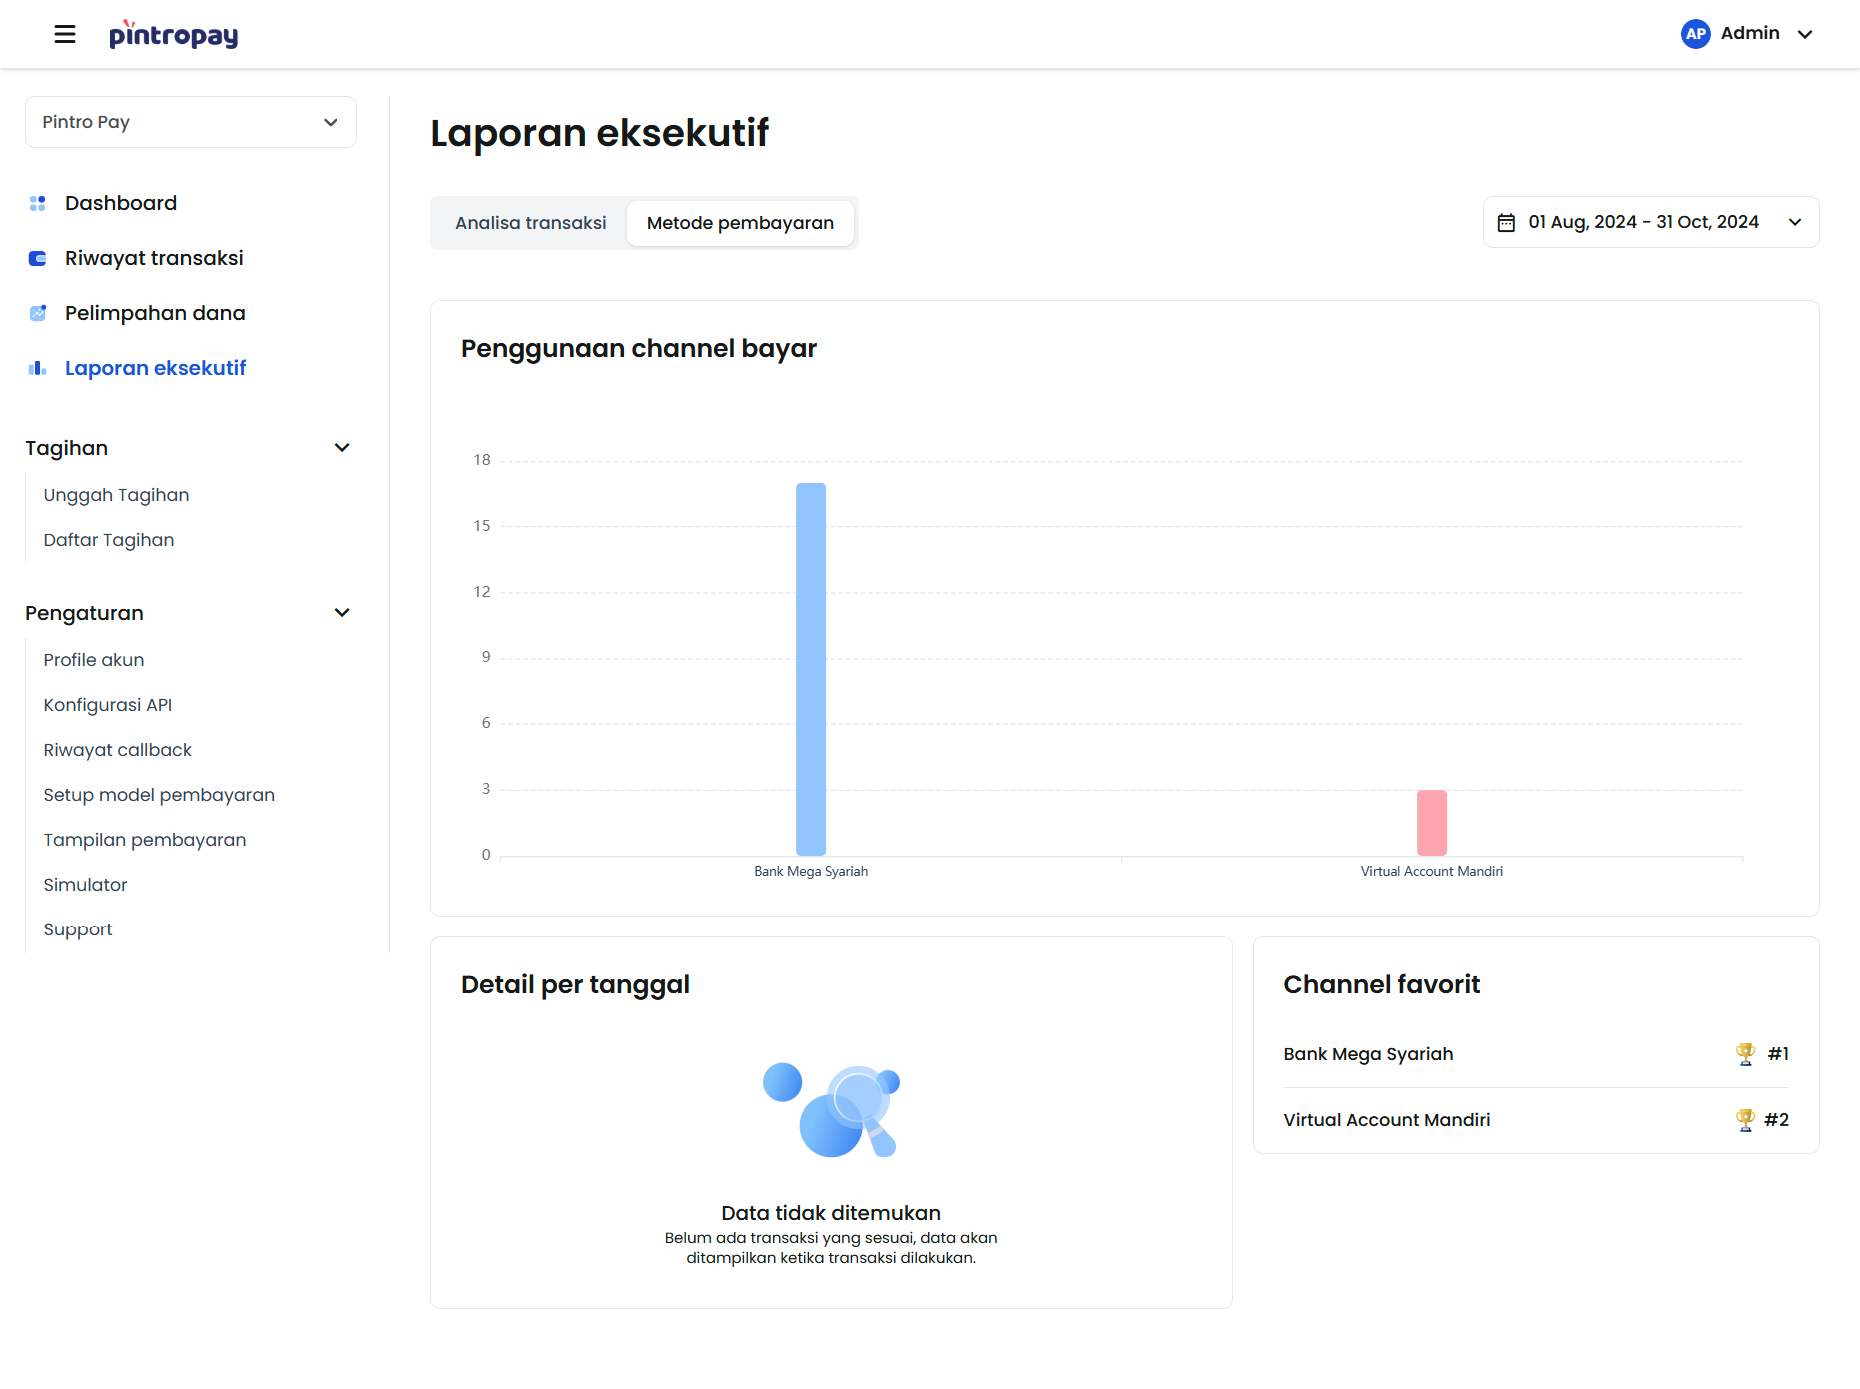 pintropay
AP Admin
Pintro Pay
Dashboard
Riwayat transaksi
Pelimpahan dana
Laporan eksekutif
Tagihan
Unggah Tagihan
Daftar Tagihan
Pengaturan
Profile akun
Konfigurasi API
Riwayat callback
Setup model pembayaran
Tampilan pembayaran
Simulator
Support
Laporan eksekutif
Analisa transaksi Metode pembayaran
01 Aug, 2024 - 31 Oct, 2024
Penggunaan channel bayar
18
15
12
9
6
3
0
Bank Mega Syariah Virtual Account Mandiri
Detail per tanggal
Data tidak ditemukan
Belum ada transaksi yang sesuai, data akan
ditampilkan ketika transaksi dilakukan.
Channel favorit
Bank Mega Syariah #1
Virtual Account Mandiri #2